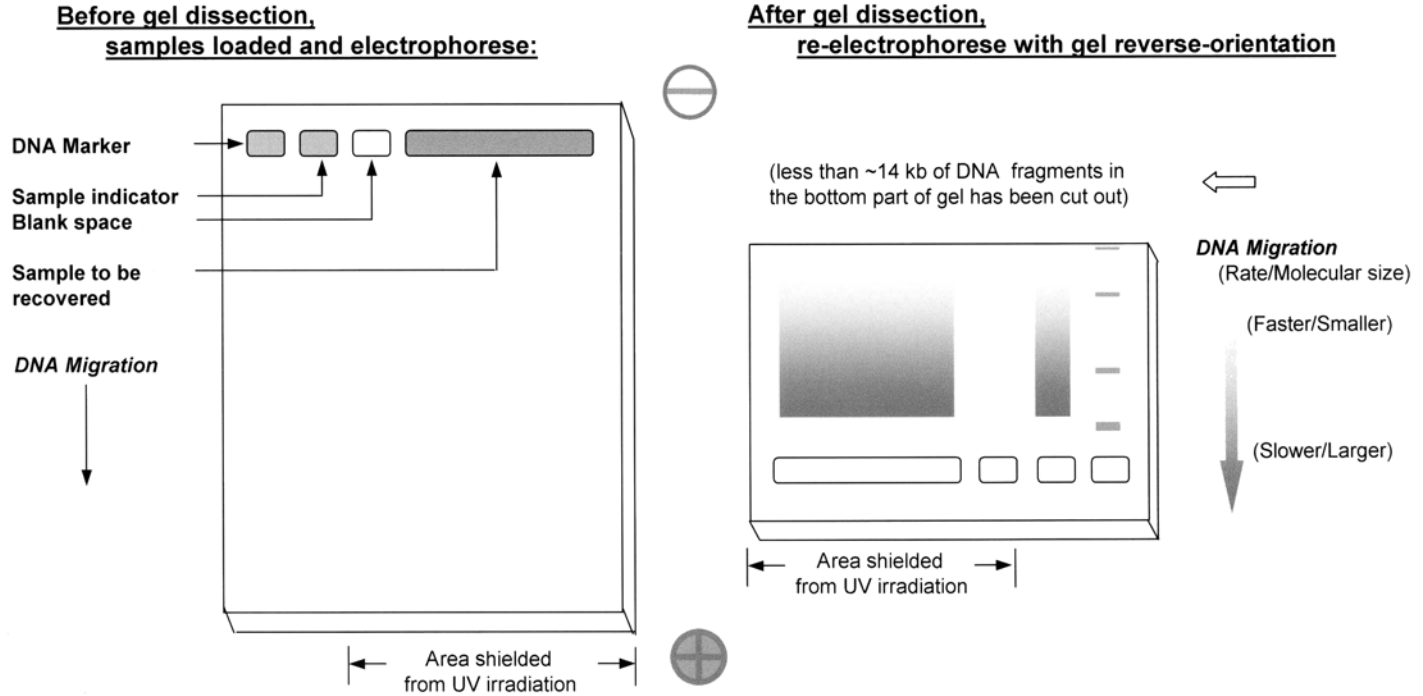 Before gel dissection,
samples loaded and electrophorese:
DNA Marker
Sample indicator
Blank space
Sample to be
recovered
DNA Migration
Area shielded
from UV irradiation
After gel dissection,
re-electrophorese with gel reverse-orientation
(less than ~14 kb of DNA fragments in
the bottom part of gel has been cut out)
DNA Migration
(Rate/Molecular size)
(Faster/Smaller)
(Slower/Larger)
Area shielded
from UV irradiation